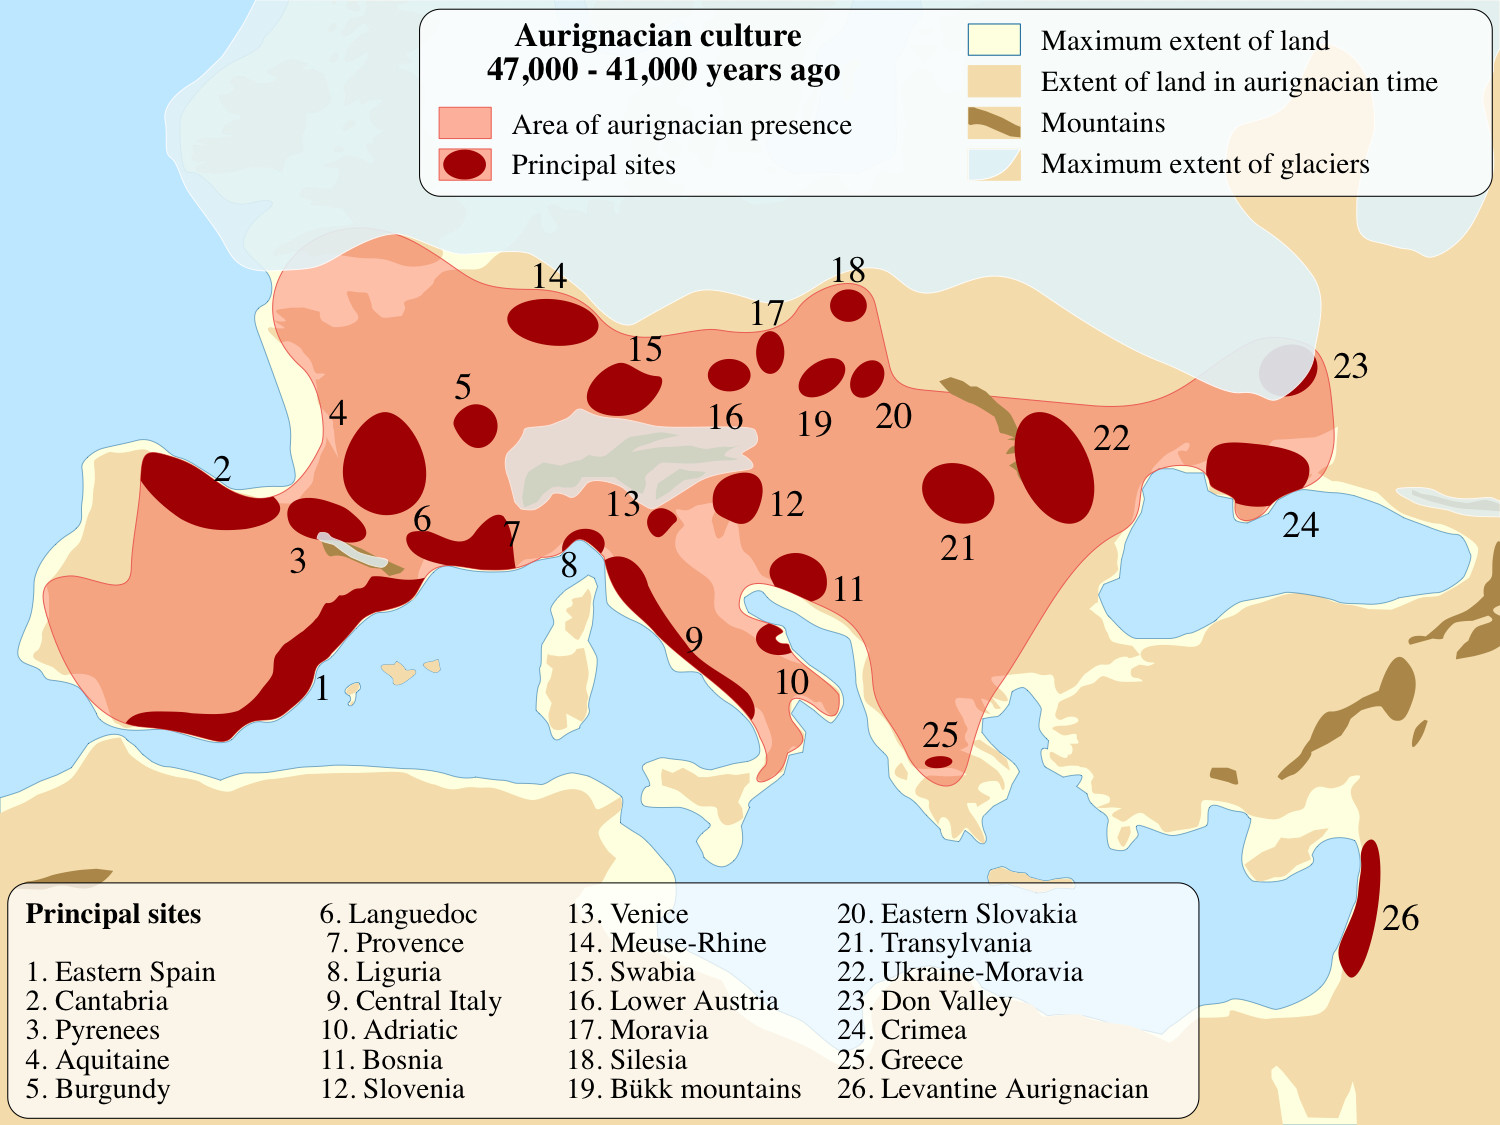 Aurignacian culture
47,000 - 41,000 years ago
Area of aurignacian presence
Principal sites
Maximum extent of land
Extent of land in aurignacian time
Mountains
Maximum extent of glaciers
14
18
17
15
23
5
4
16
19
20
22
2
13
12
6
7
24
21
3
8
11
9
10
1
25
26
Principal sites
1. Eastern Spain
2. Cantabria
3. Pyrenees
4. Aquitaine
5. Burgundy
6. Languedoc
7. Provence
8. Liguria
9. Central Italy
10. Adriatic
11. Bosnia
12. Slovenia
13. Venice
14. Meuse-Rhine
15. Swabia
16. Lower Austria
17. Moravia
18. Silesia
19. Bükk mountains
20. Eastern Slovakia
21. Transylvania
22. Ukraine-Moravia
23. Don Valley
24. Crimea
25. Greece
26. Levantine Aurignacian